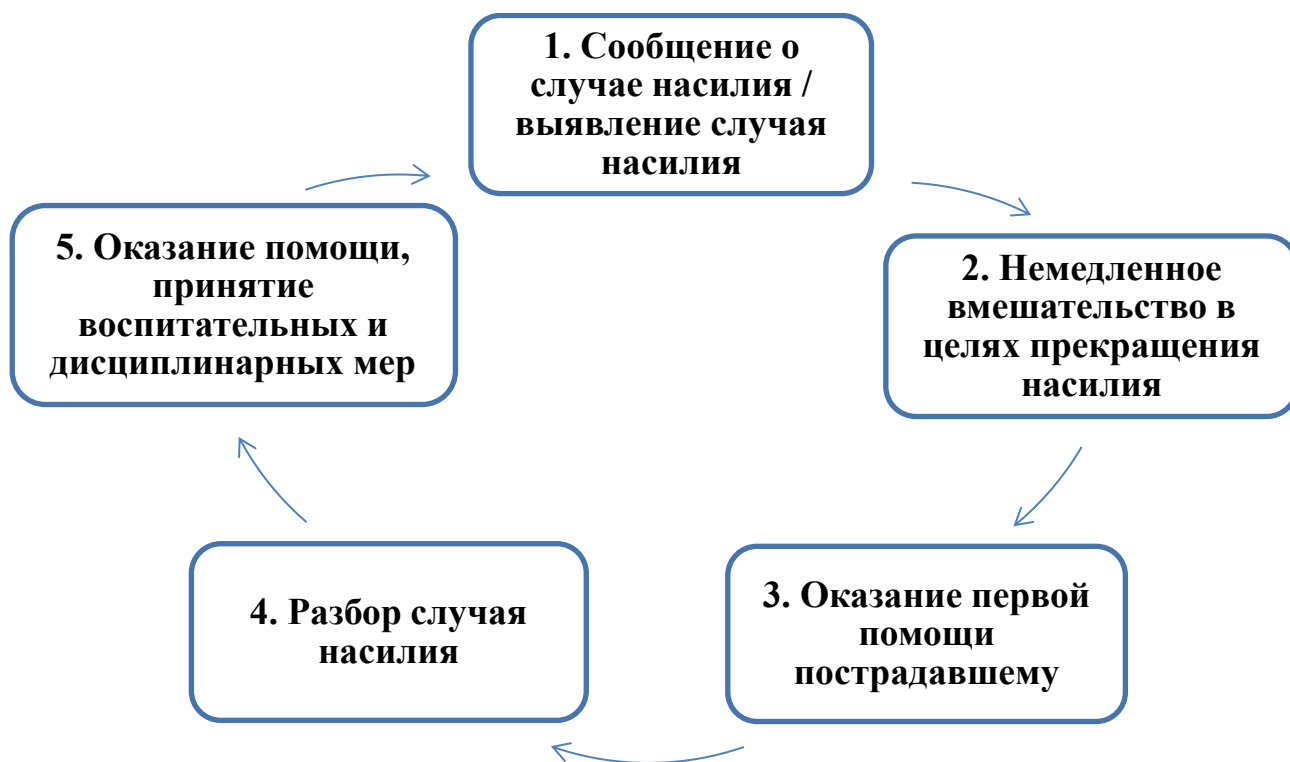 1. Сообщение о
случае насилия /
выявление случая
насилия
2. Немедленное
вмешательство в
целях прекращения
насилия
3. Оказание первой
помощи
пострадавшему
4. Разбор случая
насилия
5. Оказание помощи,
принятие
воспитательных и
дисциплинарных мер